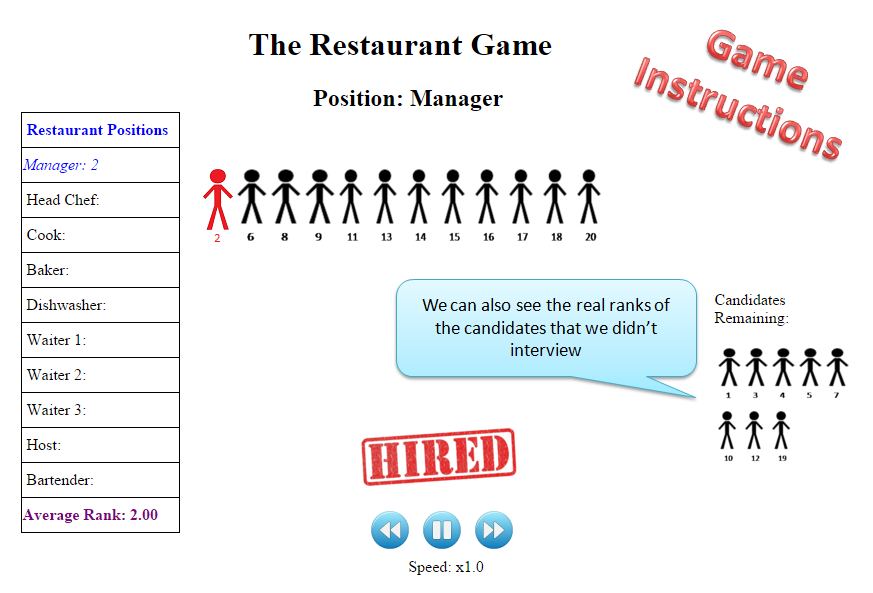 The Restaurant Game
Game
Instructions
Position: Manager
Restaurant Positions
Manager: 2
Head Chef:
Cook:
Baker:
Dishwasher:
Waiter 1:
Waiter 2:
Waiter 3:
Host:
Bartender:
Average Rank: 2.00
2 6 8 9 11 13 14 15 16 17 18 20
We can also see the real ranks of
the candidates that we didn't
interview
Candidates
Remaining:
1 3 4 5 7
10 12 19
HIRED
Speed: x1.0